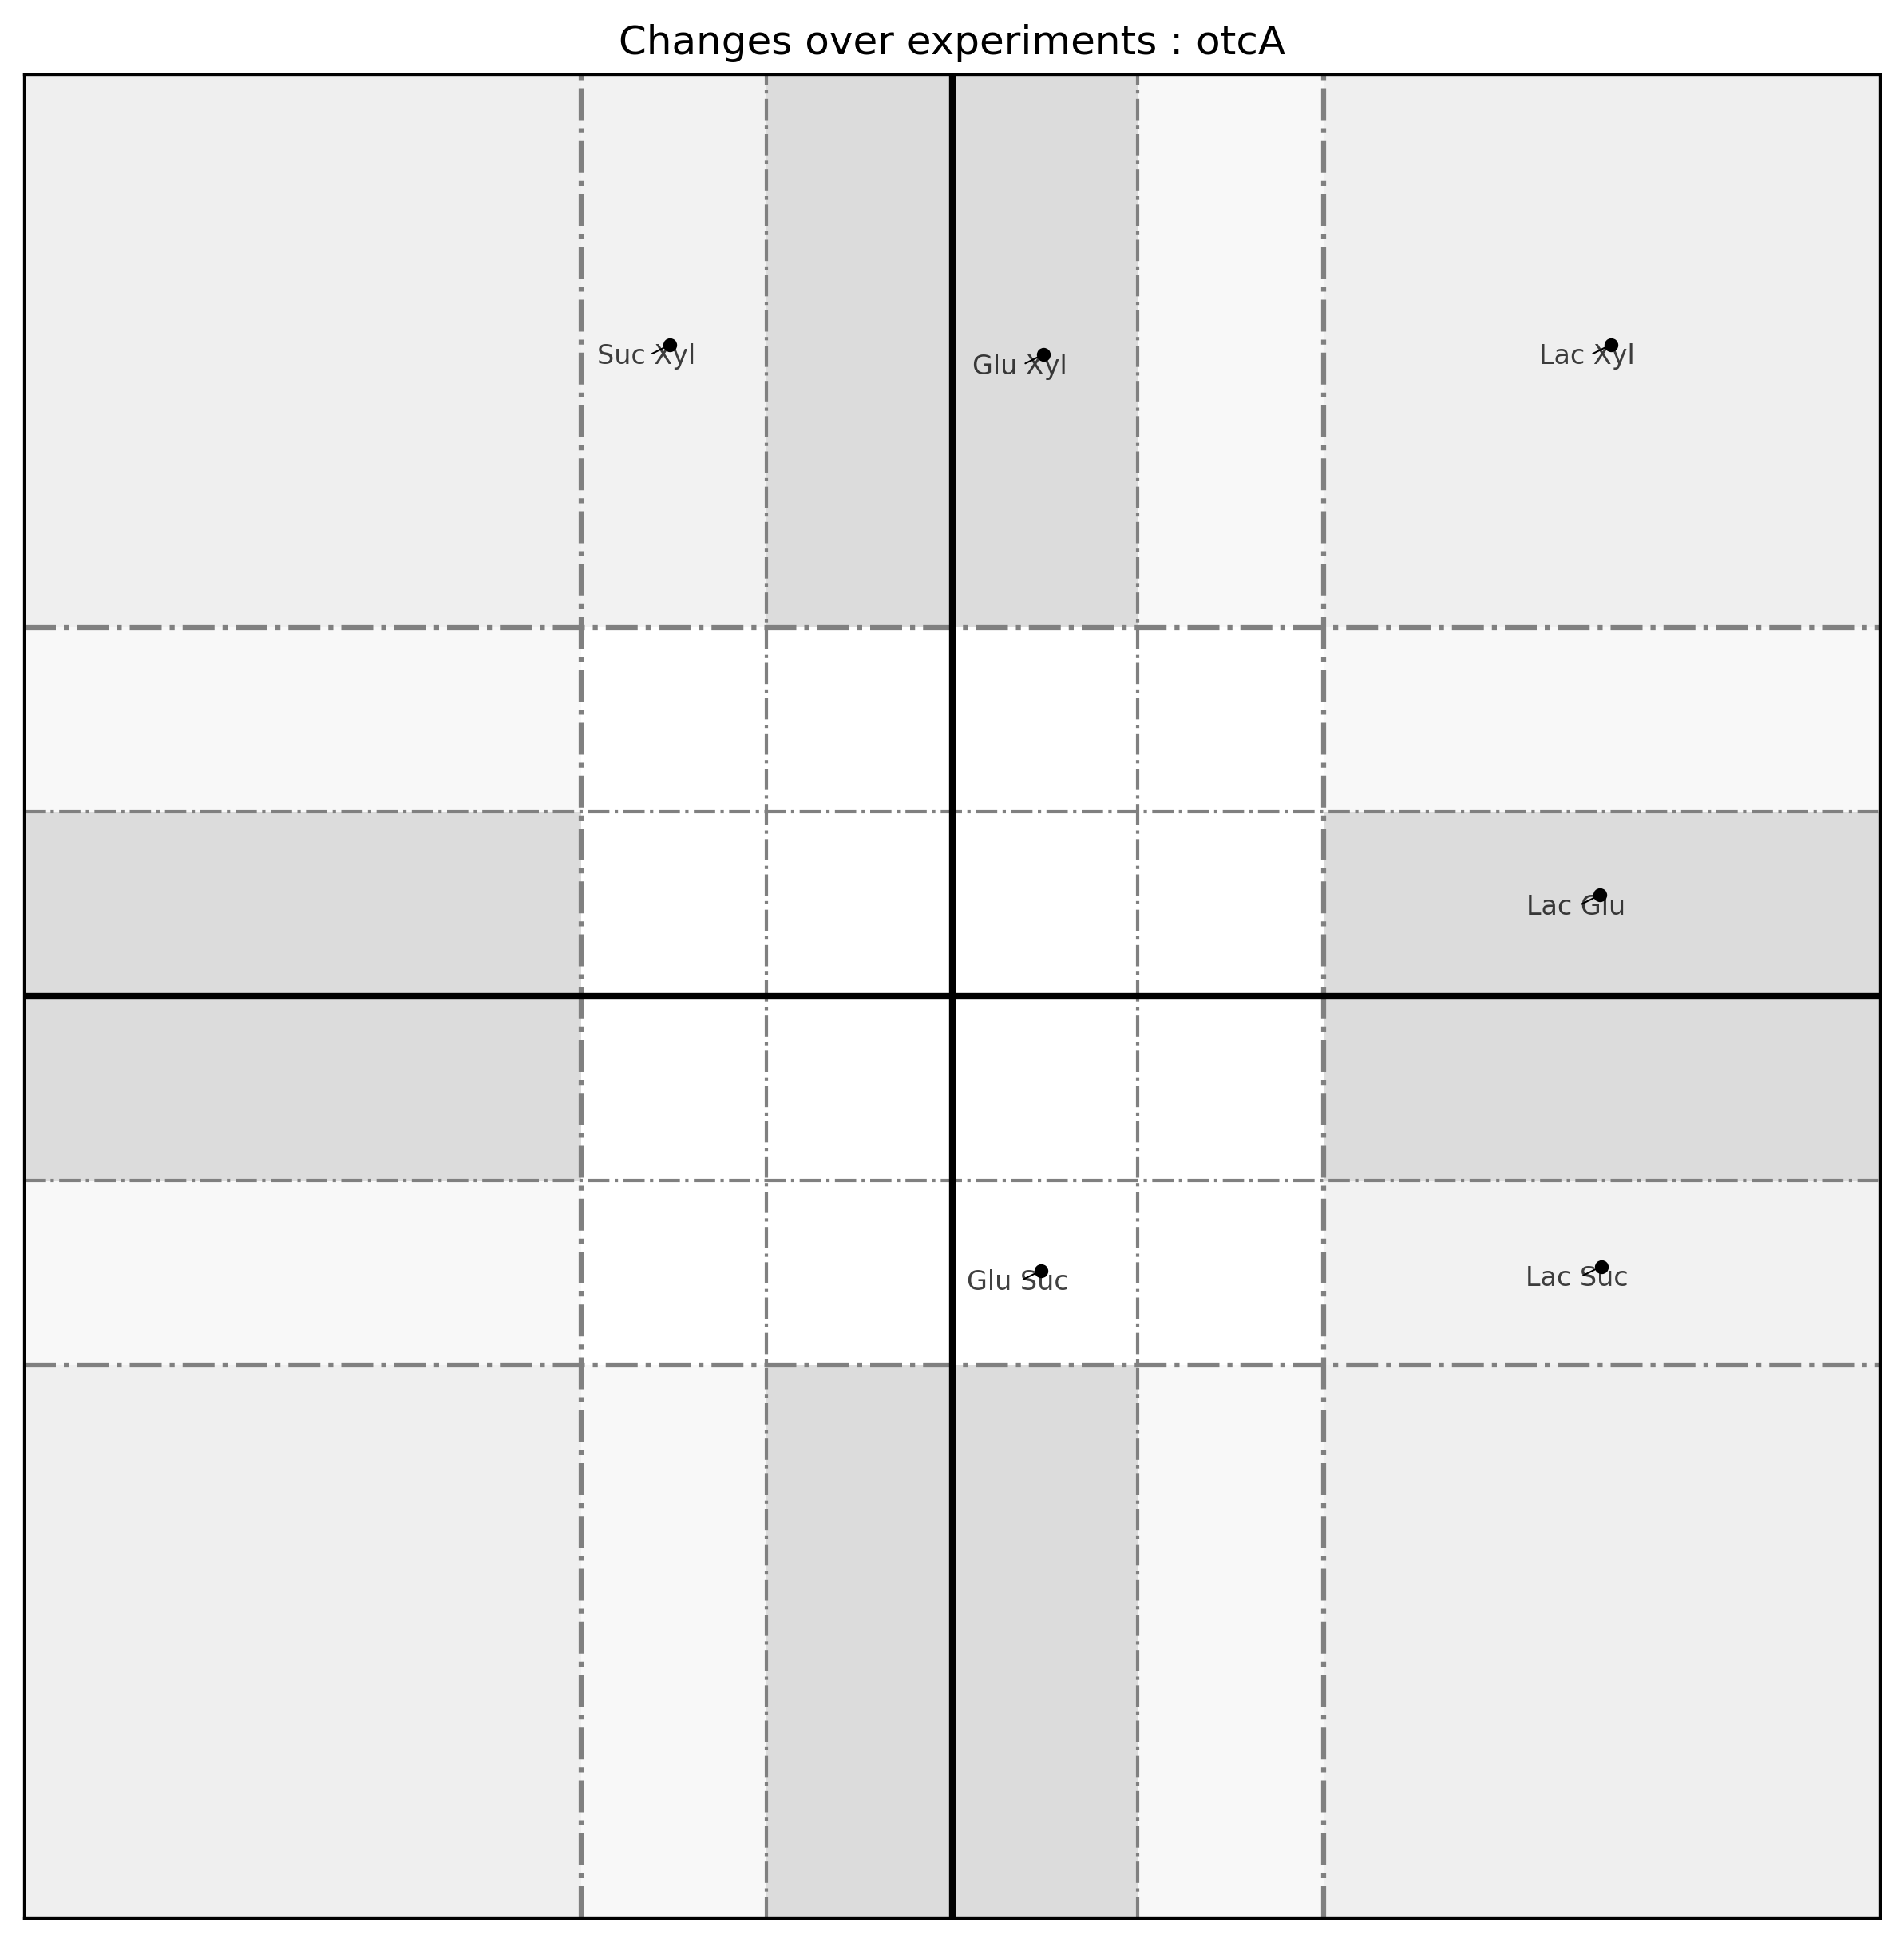 Changes over experiments : otcA
Suc Xyl
Glu Xyl
Lac Xyl
Lac Glu
Glu Suc
Lac Suc